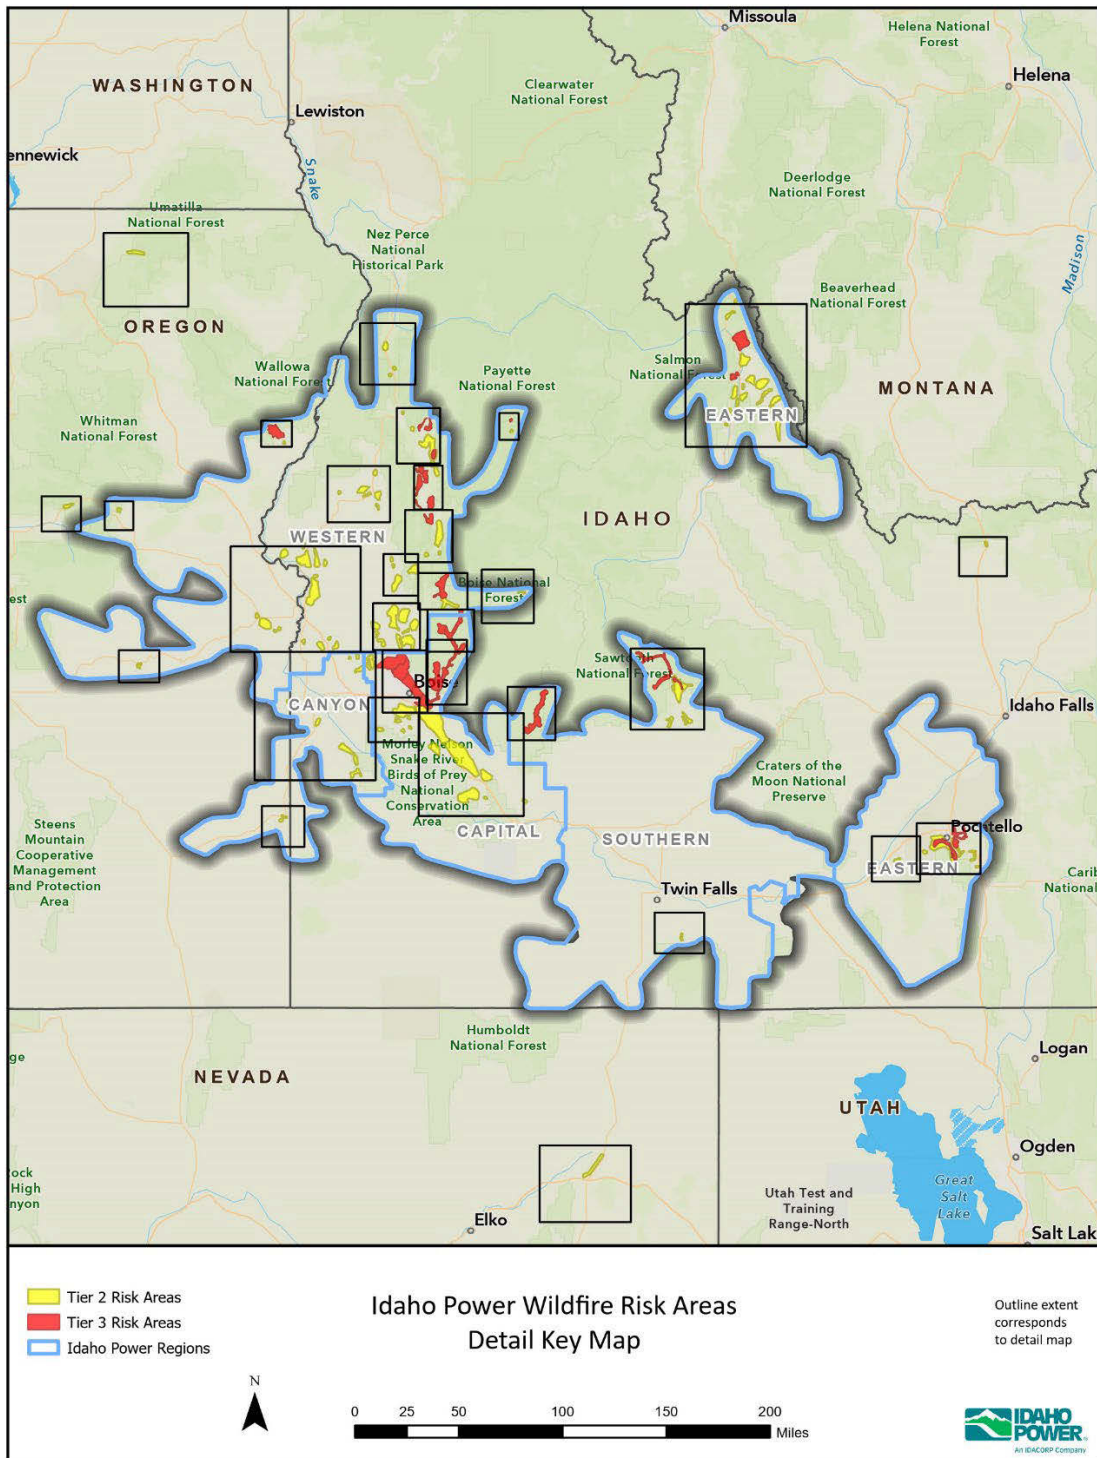 Missoula
Helena National
Forest
WASHINGTON
Clearwater
National Forest
Helena
Lewiston
ennewick
Snake
Deerlodge
National Forest
Umatilla
National Forest
Nez Perce
National
Historical Park
Madison
Beaverhead
National Forest
OREGON
Wallowa
National Forest
Payette
National Forest
Salmon
National Forest
MONTANA
EASTERN
Whitman
National Forest
IDAHO
WESTERN
Boise National
Forest
est
Sawtooth
National Forest
Boise
CANYON
Idaho Falls
Morley Nelson
Snake River
Birds of Prey
National
Conservation
Area
Craters of the
Moon National
Preserve
Steens
Mountain
Cooperative
Management
and Protection
Area
CAPITAL
SOUTHERN
Pocatello
EASTERN
Carib
National
Twin Falls
Humboldt
National Forest
ge
Logan
NEVADA
UTAH
Ogden
ock
High
nyon
Great
Salt
Lake
Utah Test and
Training
Range-North
Elko
Salt Lak
Tier 2 Risk Areas
Tier 3 Risk Areas
Idaho Power Regions
Idaho Power Wildfire Risk Areas
Detail Key Map
Outline extent
corresponds
to detail map
N
0 25 50 100 150 200
Miles
IDAHO
POWER
An IDACORP Company